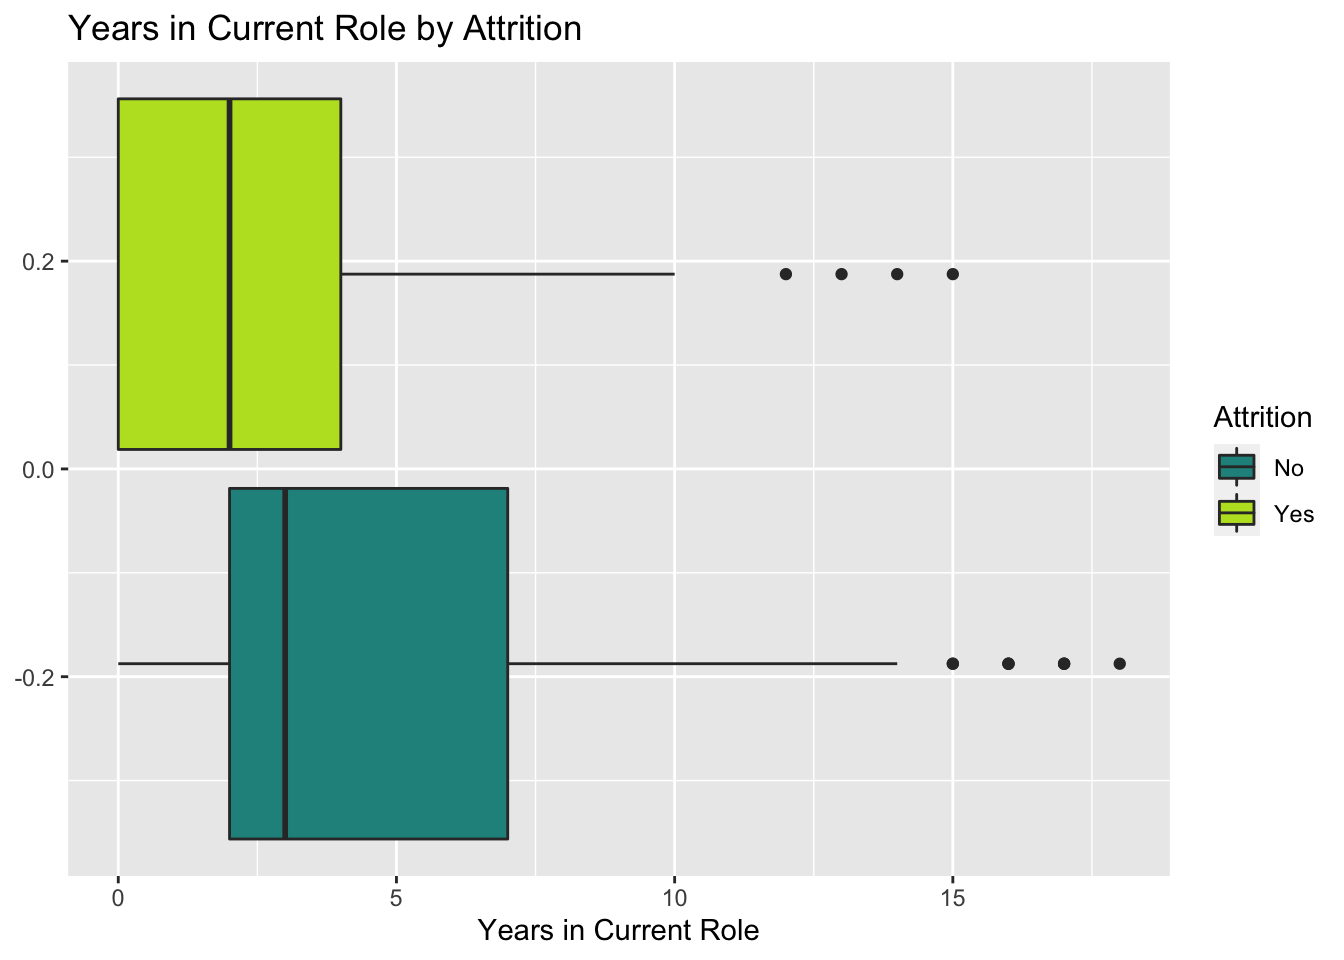 Years in Current Role by Attrition
0.2
0.0
-0.2
0
5
10
15
Years in Current Role
Attrition
No
Yes